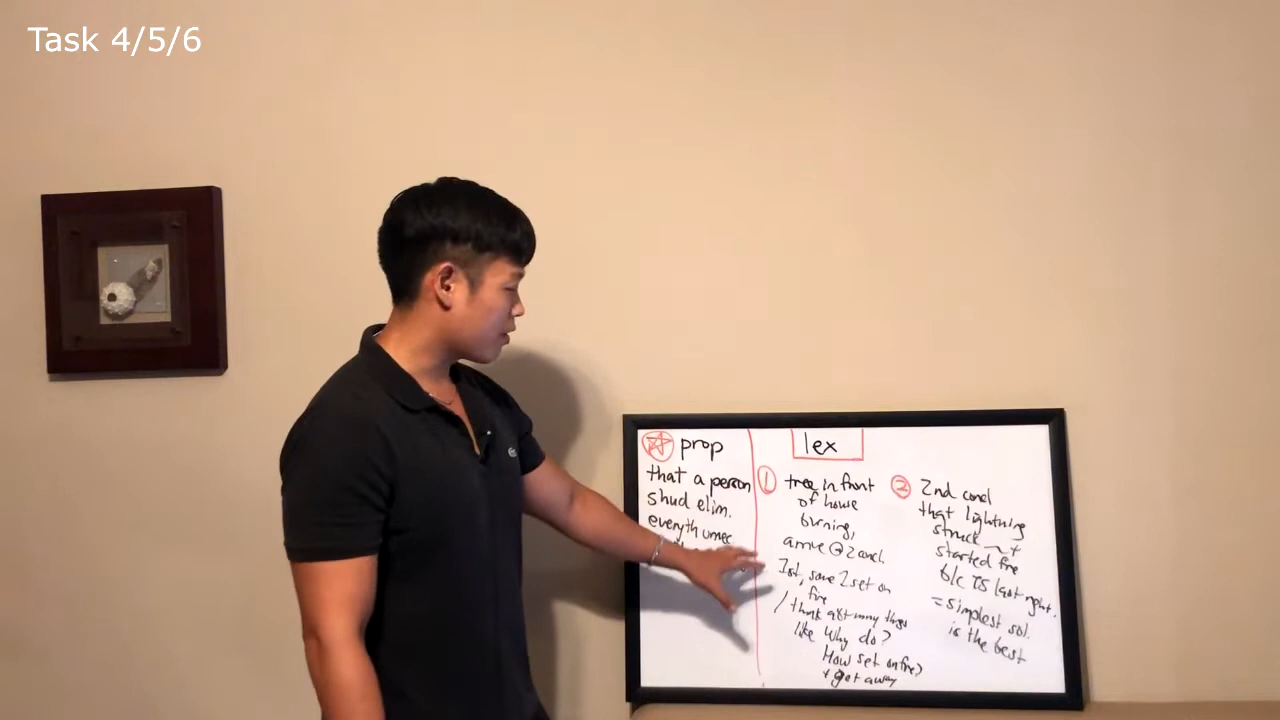 Task 4/5/6
prop
that a person
shud elim.
everyth unnec
lex
1
tree in front
of house
burning,
arrive @ 2 concl.
1st, some 1 set on
fire
/ think abt many things
like Why do?
How set on fire?
+ get away
2
2nd concl
that lightning
struck
started fire
b/c TS last night.
= simplest sol.
is the best